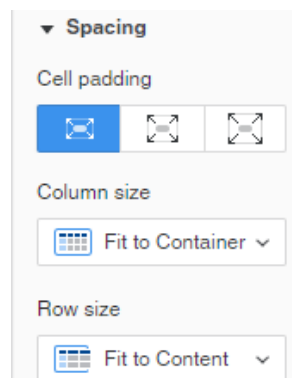 Spacing
Cell padding
Column size
Fit to Container
Row size
Fit to Content